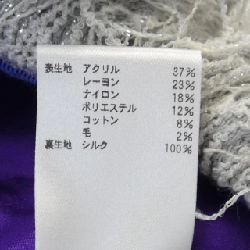 表生地 アクリル 37%
レーヨン 23%
ナイロン 18%
ポリエステル 12%
コットン 8%
毛 2%
裏生地 シルク 100%